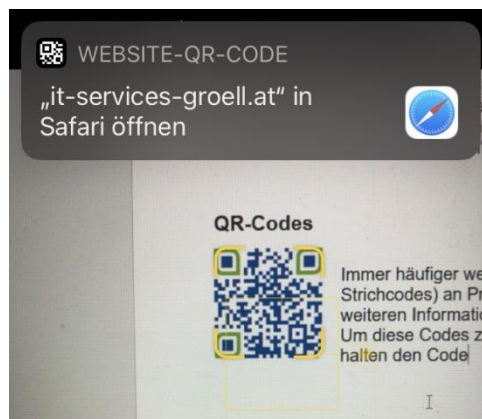 WEBSITE-QR-CODE
„it-services-groell.at“ in
Safari öffnen
QR-Codes
Immer häufiger we
Strichcodes) an Pr
weiteren Informatio
Um diese Codes z
halten den Code